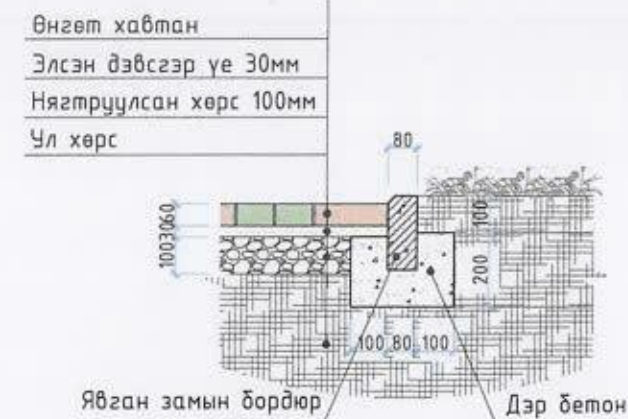 Өнгөт хавтан
Элсэн дэвсгэр үе 30мм
Нягтруулсан хөрс 100мм
Ул хөрс
80
100
200
60
30
100
100 80 100
Явган замын бордюр
Дэр бетон